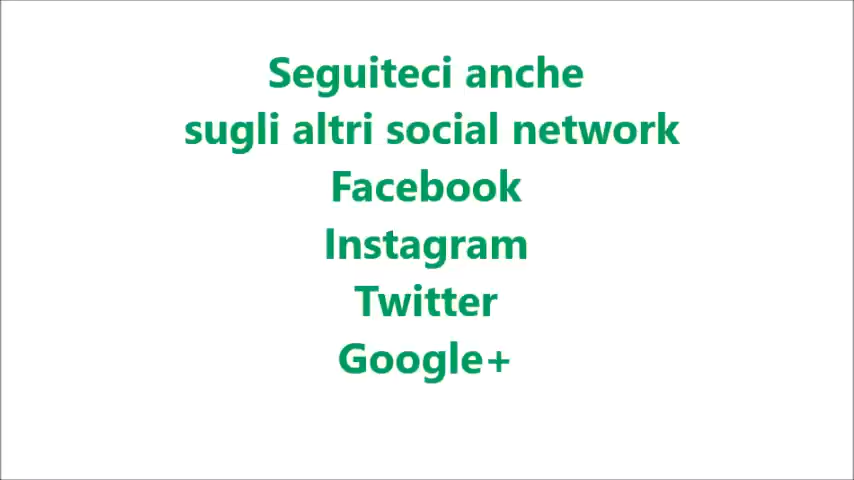 Seguiteci anche
sugli altri social network
Facebook
Instagram
Twitter
Google+